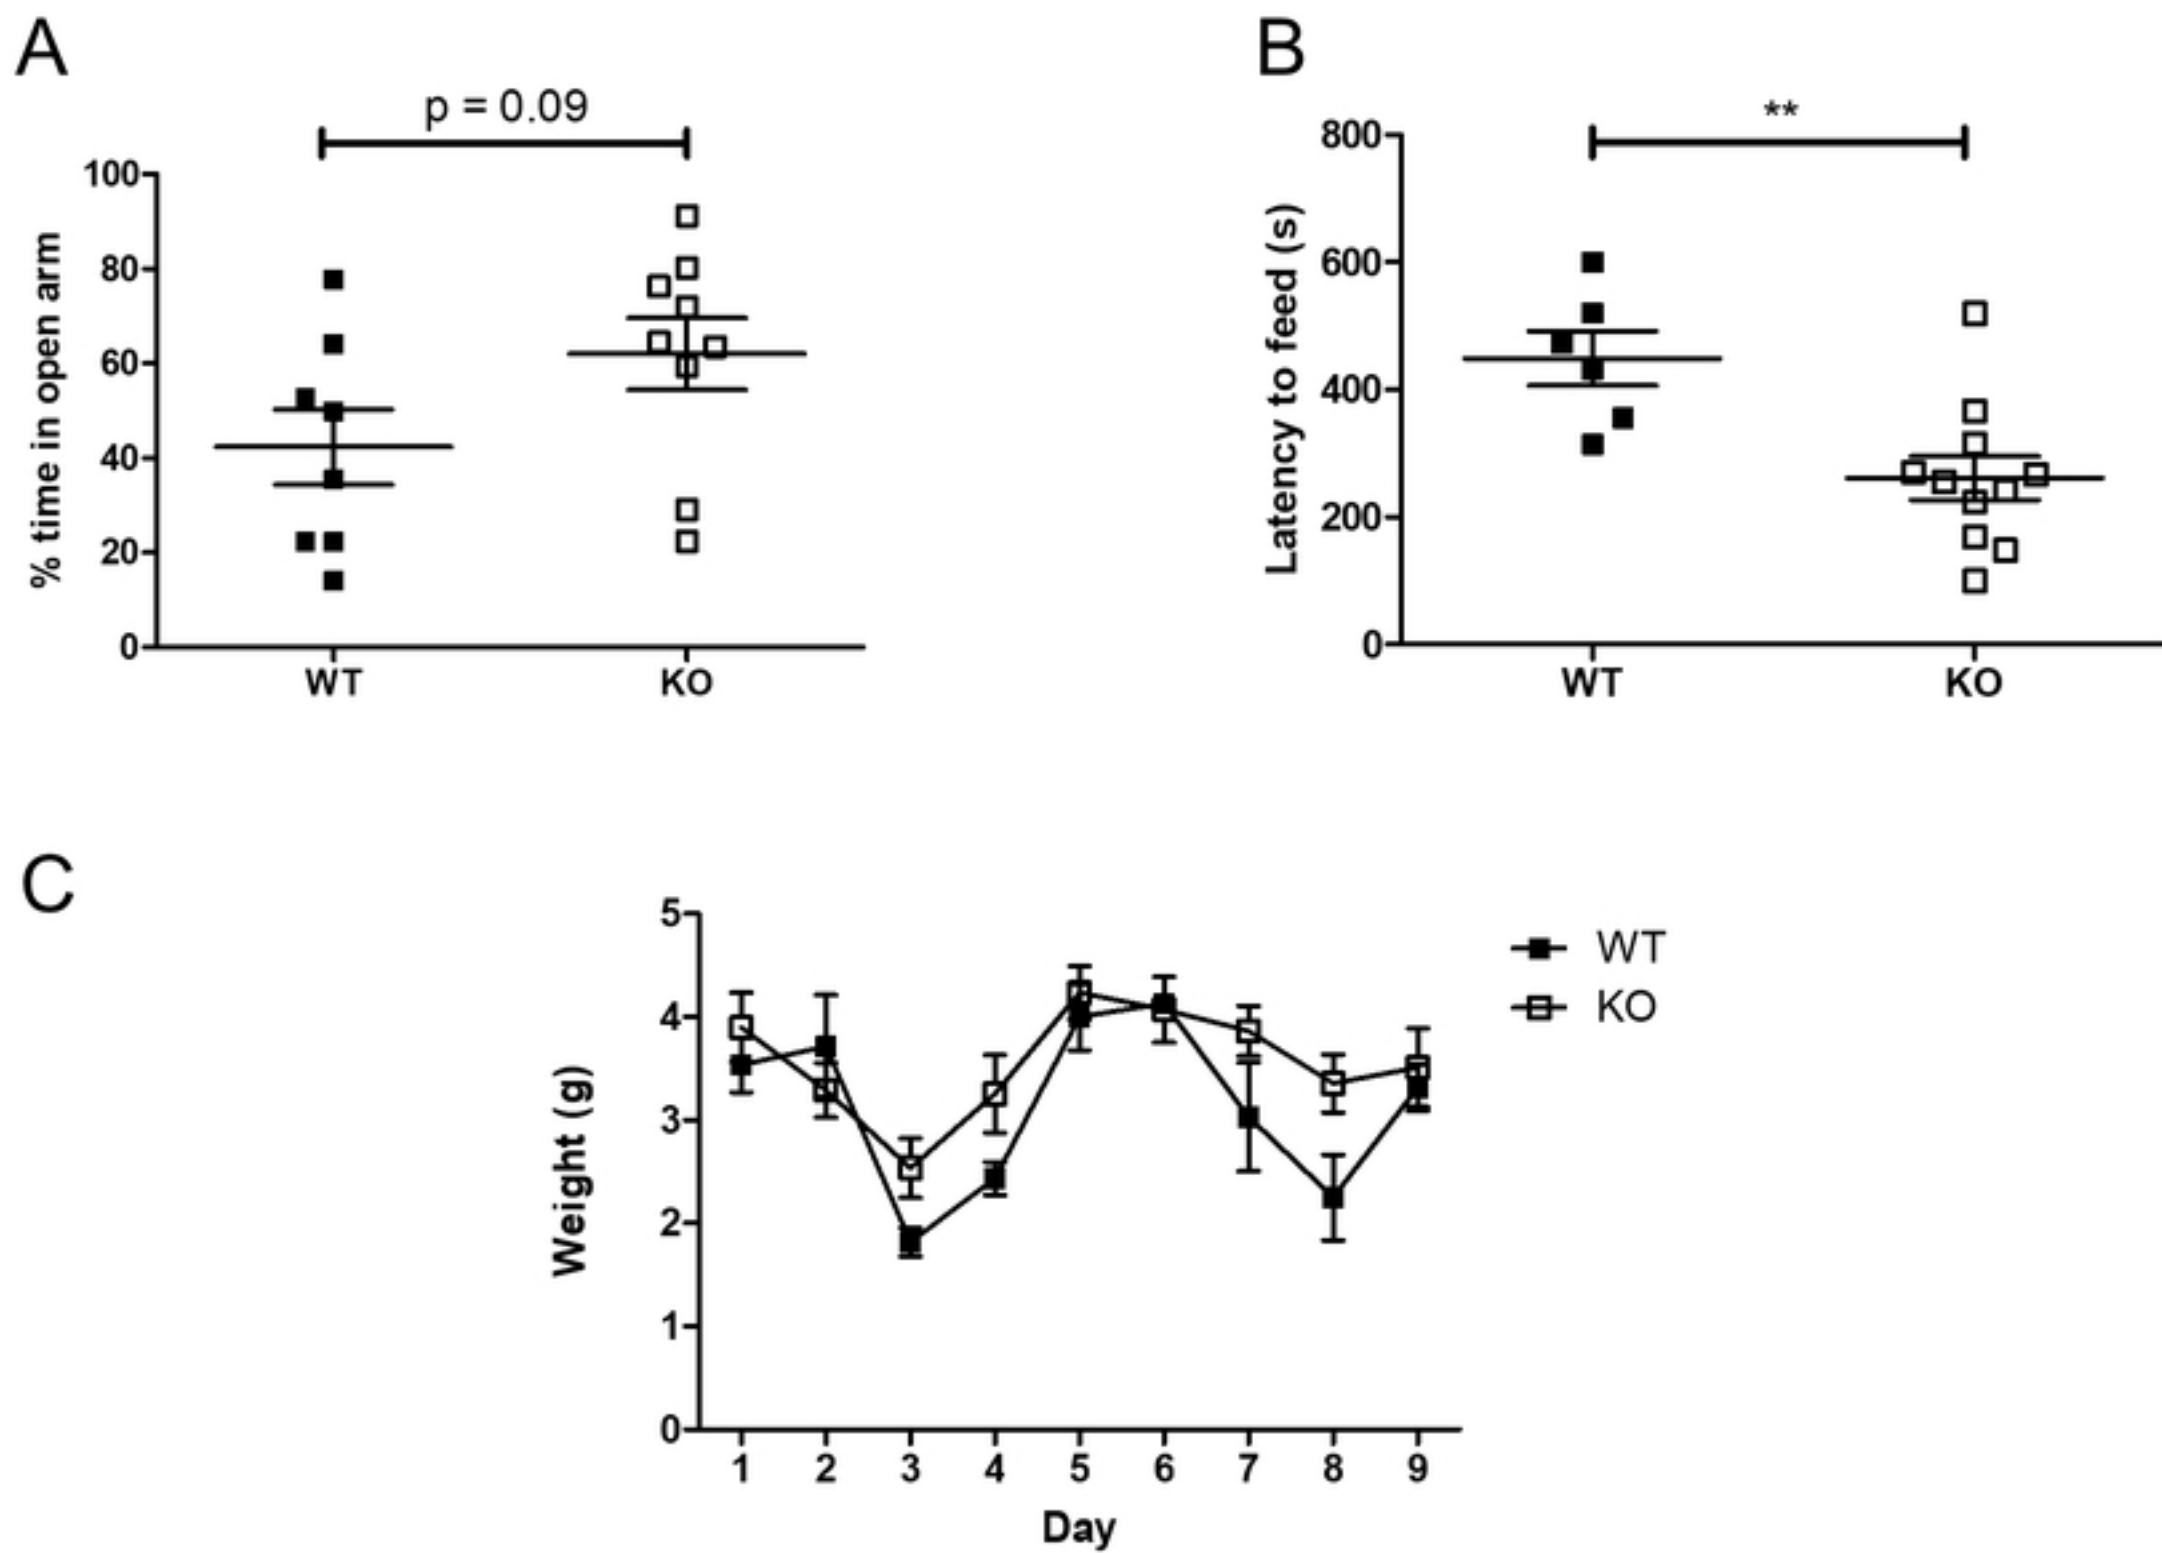 A
p = 0.09
% time in open arm
100
80
60
40
20
0
WT
KO
B
**
Latency to feed (s)
800
600
400
200
0
WT
KO
C
Weight (g)
5
4
3
2
1
0
1 2 3 4 5 6 7 8 9
Day
WT
KO